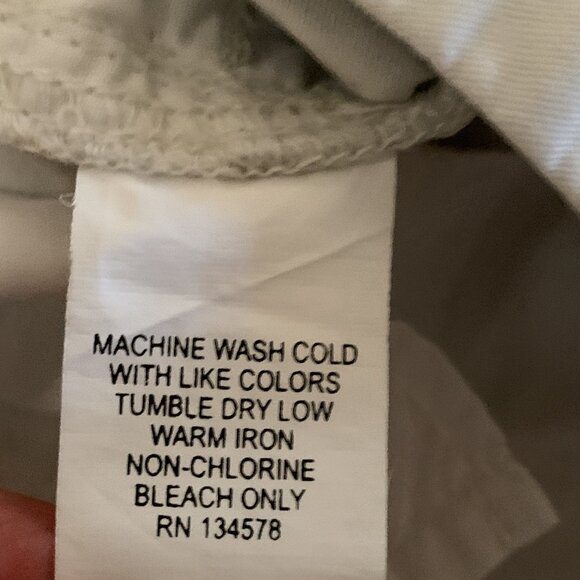 MACHINE WASH COLD
WITH LIKE COLORS
TUMBLE DRY LOW
WARM IRON
NON-CHLORINE
BLEACH ONLY
RN 134578